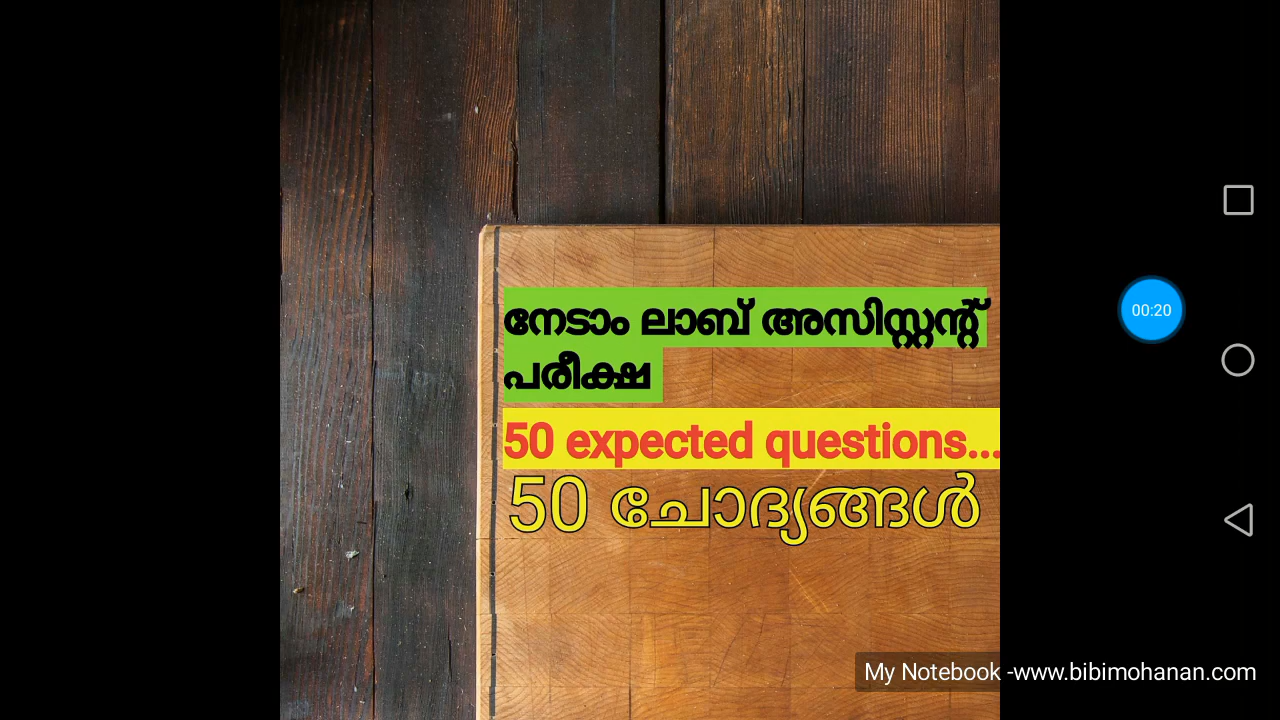 നേടാം ലാബ് അസിസ്റ്റന്റ്
പരീക്ഷ
50 expected questions...
50 ചോദ്യങ്ങൾ
00:20
My Notebook -www.bibimohanan.com